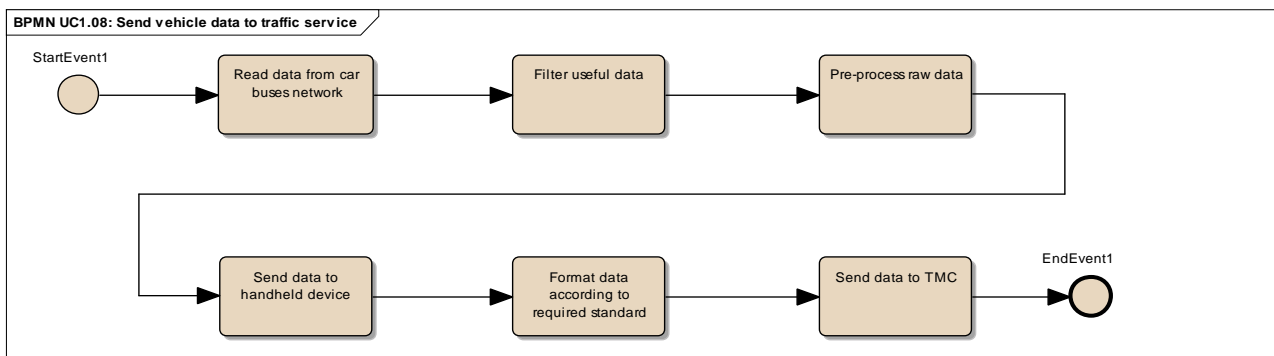 BPMN UC1.08: Send vehicle data to traffic service
StartEvent1
Read data from car
buses network
Filter useful data
Pre-process raw data
Send data to
handheld device
Format data
according to
required standard
Send data to TMC
EndEvent1